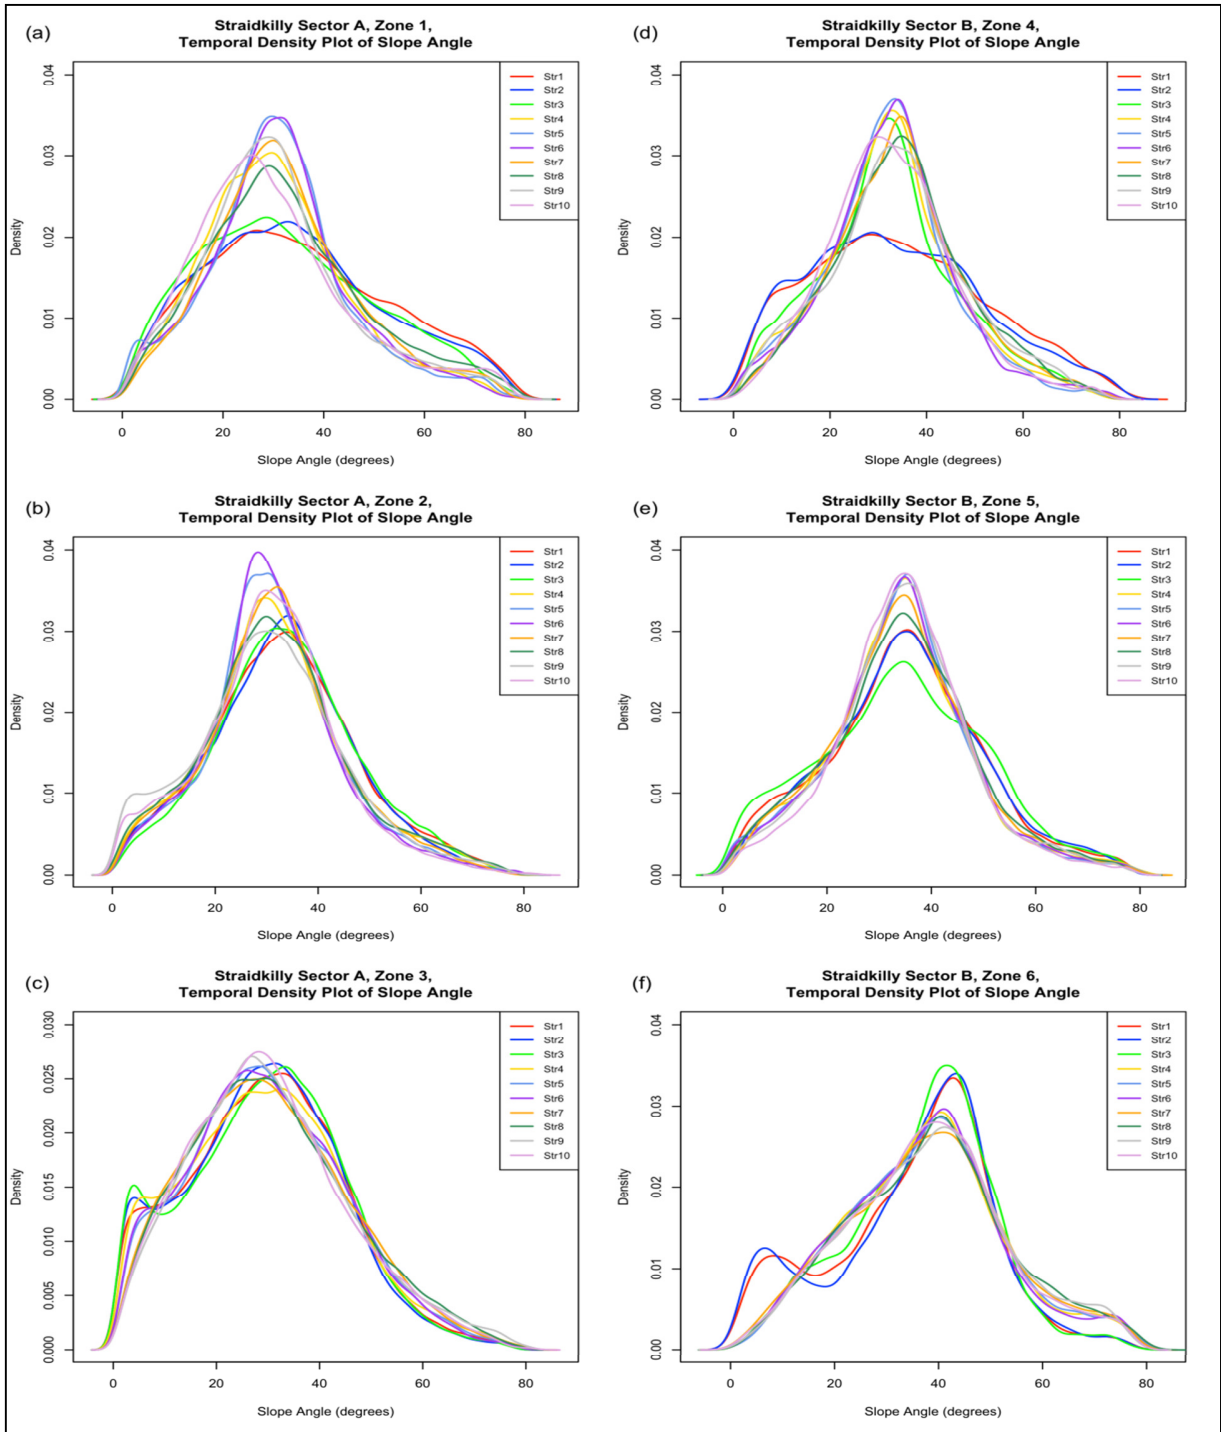 (a)
Straidkilly Sector A, Zone 1,
Temporal Density Plot of Slope Angle
Density
0.00
0.01
0.02
0.03
0.04
0
20
40
60
80
Slope Angle (degrees)
Str1
Str2
Str3
Str4
Str5
Str6
Str7
Str8
Str9
Str10
(d)
Straidkilly Sector B, Zone 4,
Temporal Density Plot of Slope Angle
Density
0.00
0.01
0.02
0.03
0.04
0
20
40
60
80
Slope Angle (degrees)
Str1
Str2
Str3
Str4
Str5
Str6
Str7
Str8
Str9
Str10
(b)
Straidkilly Sector A, Zone 2,
Temporal Density Plot of Slope Angle
Density
0.00
0.01
0.02
0.03
0.04
0
20
40
60
80
Slope Angle (degrees)
Str1
Str2
Str3
Str4
Str5
Str6
Str7
Str8
Str9
Str10
(e)
Straidkilly Sector B, Zone 5,
Temporal Density Plot of Slope Angle
Density
0.00
0.01
0.02
0.03
0.04
0
20
40
60
80
Slope Angle (degrees)
Str1
Str2
Str3
Str4
Str5
Str6
Str7
Str8
Str9
Str10
(c)
Straidkilly Sector A, Zone 3,
Temporal Density Plot of Slope Angle
Density
0.000
0.005
0.010
0.015
0.020
0.025
0.030
0
20
40
60
80
Slope Angle (degrees)
Str1
Str2
Str3
Str4
Str5
Str6
Str7
Str8
Str9
Str10
(f)
Straidkilly Sector B, Zone 6,
Temporal Density Plot of Slope Angle
Density
0.00
0.01
0.02
0.03
0.04
0
20
40
60
80
Slope Angle (degrees)
Str1
Str2
Str3
Str4
Str5
Str6
Str7
Str8
Str9
Str10